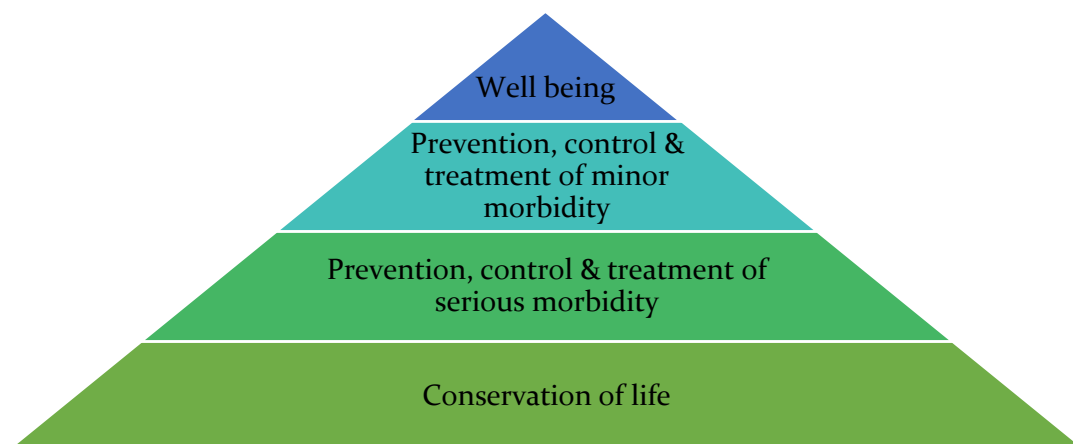 Well being
Prevention, control &
treatment of minor
morbidity
Prevention, control & treatment of
serious morbidity
Conservation of life